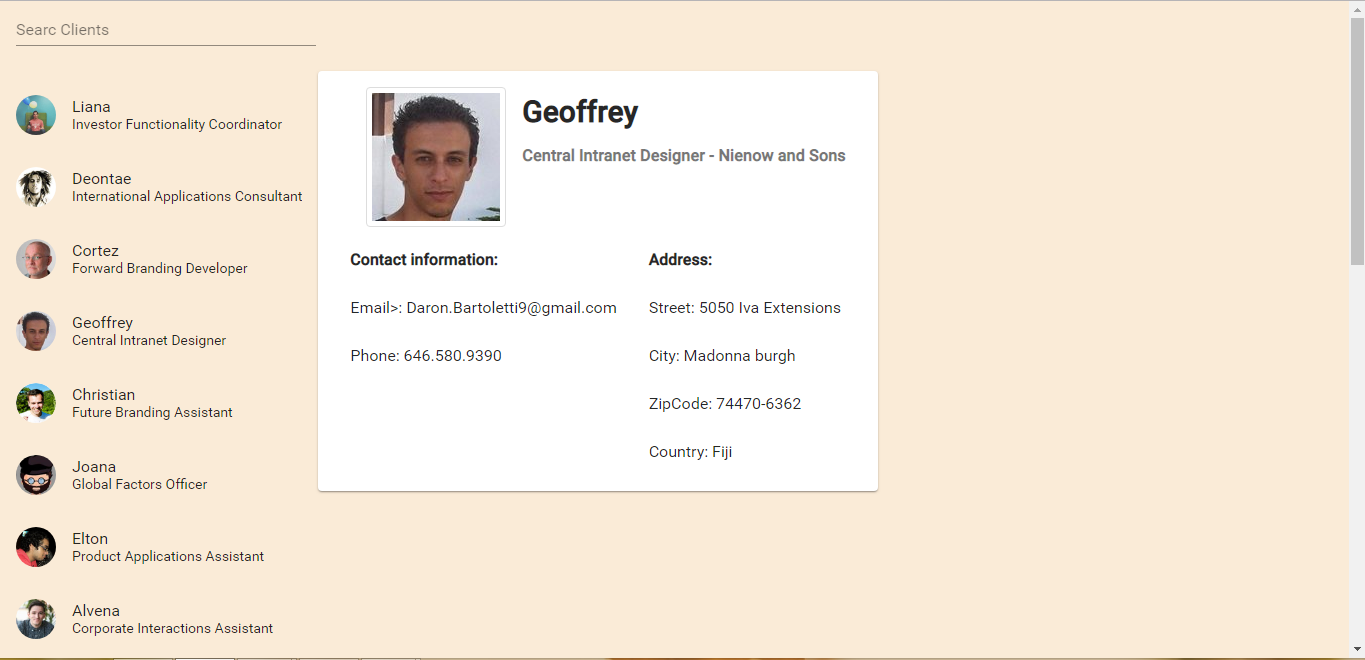 Searc Clients
Liana
Investor Functionality Coordinator
Deontae
International Applications Consultant
Cortez
Forward Branding Developer
Geoffrey
Central Intranet Designer
Christian
Future Branding Assistant
Joana
Global Factors Officer
Elton
Product Applications Assistant
Alvena
Corporate Interactions Assistant
Geoffrey
Central Intranet Designer - Nienow and Sons
Contact information:
Email>: Daron.Bartoletti9@gmail.com
Phone: 646.580.9390
Address:
Street: 5050 Iva Extensions
City: Madonna burgh
ZipCode: 74470-6362
Country: Fiji